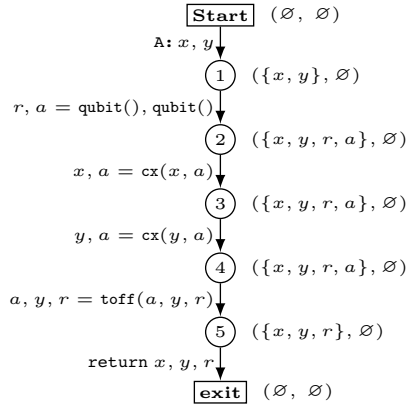 Start (∅, ∅)
A: x, y
1 ({x, y}, ∅)
r, a = qubit(), qubit()
2 ({x, y, r, a}, ∅)
x, a = cx(x, a)
3 ({x, y, r, a}, ∅)
y, a = cx(y, a)
4 ({x, y, r, a}, ∅)
a, y, r = toff(a, y, r)
5 ({x, y, r}, ∅)
return x, y, r
exit (∅, ∅)